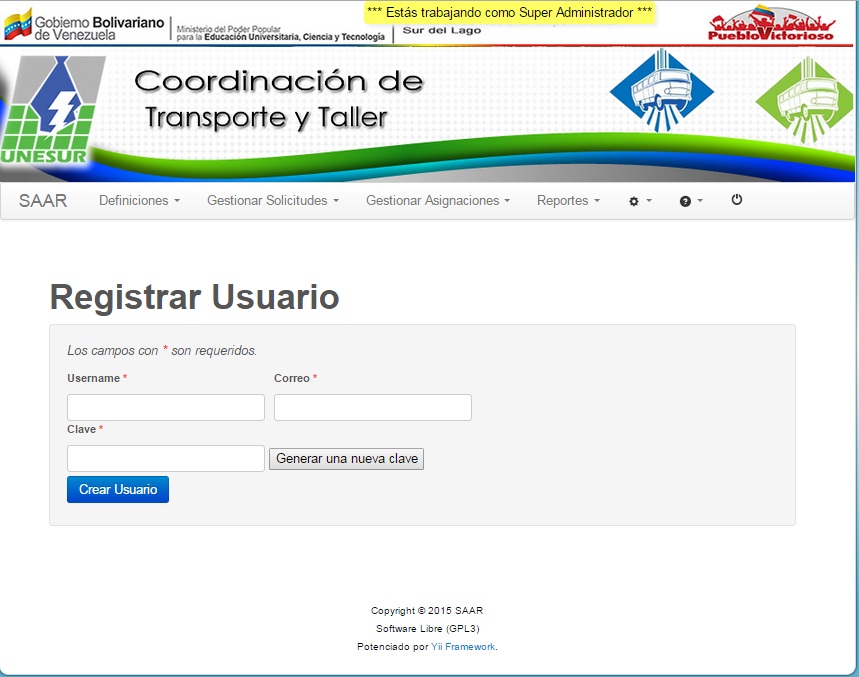 *** Estás trabajando como Super Administrador ***
Gobierno Bolivariano
de Venezuela
Ministerio del Poder Popular
para la Educación Universitaria, Ciencia y Tecnología
Sur del Lago
PuebloVictorioso
Coordinación de
Transporte y Taller
UNESUR
SAAR Definiciones Gestionar Solicitudes Gestionar Asignaciones Reportes ?
Registrar Usuario
Los campos con * son requeridos.
Username * Correo *
Clave *
Generar una nueva clave
Crear Usuario
Copyright © 2015 SAAR
Software Libre (GPL3)
Potenciado por Yii Framework.